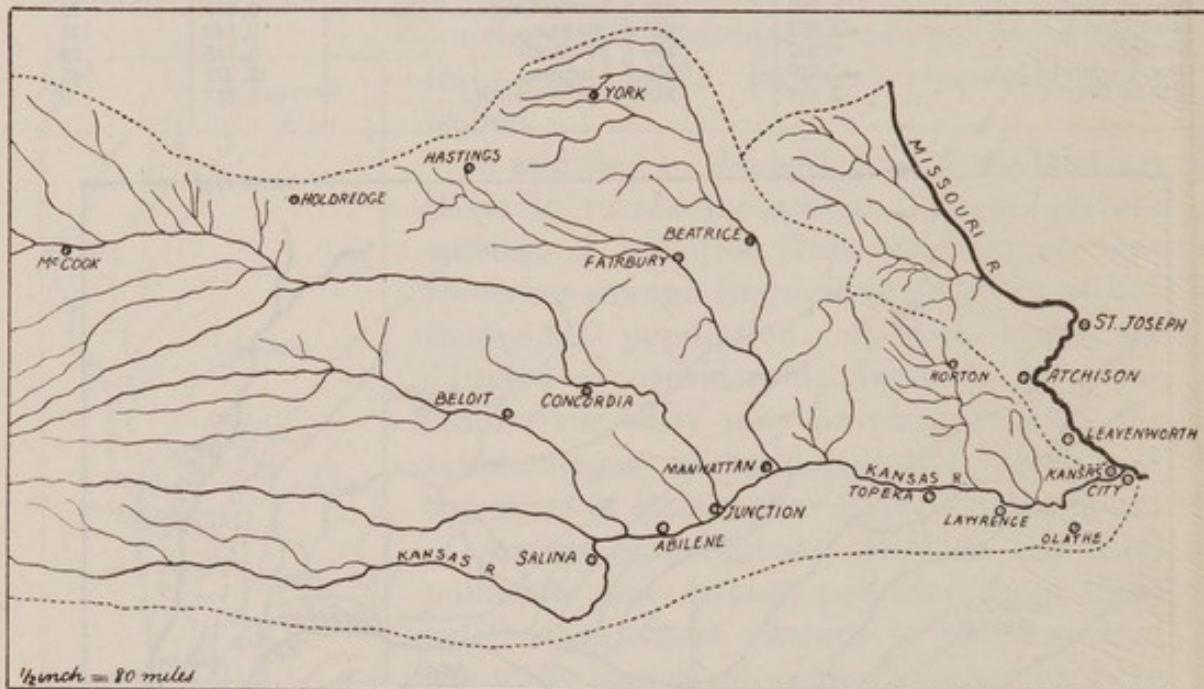 YORK
HASTINGS
HOLDREDGE
MISSOURI R
BEATRICE
FAIRBURY
McCOOK
ST. JOSEPH
HORTON
ATCHISON
BELOIT
CONCORDIA
LEAVENWORTH
MANHATTAN
KANSAS R
KANSAS
CITY
TOPEKA
JUNCTION
LAWRENCE
ABILENE
OLATHE
KANSAS R
SALINA
1/2 inch = 80 miles